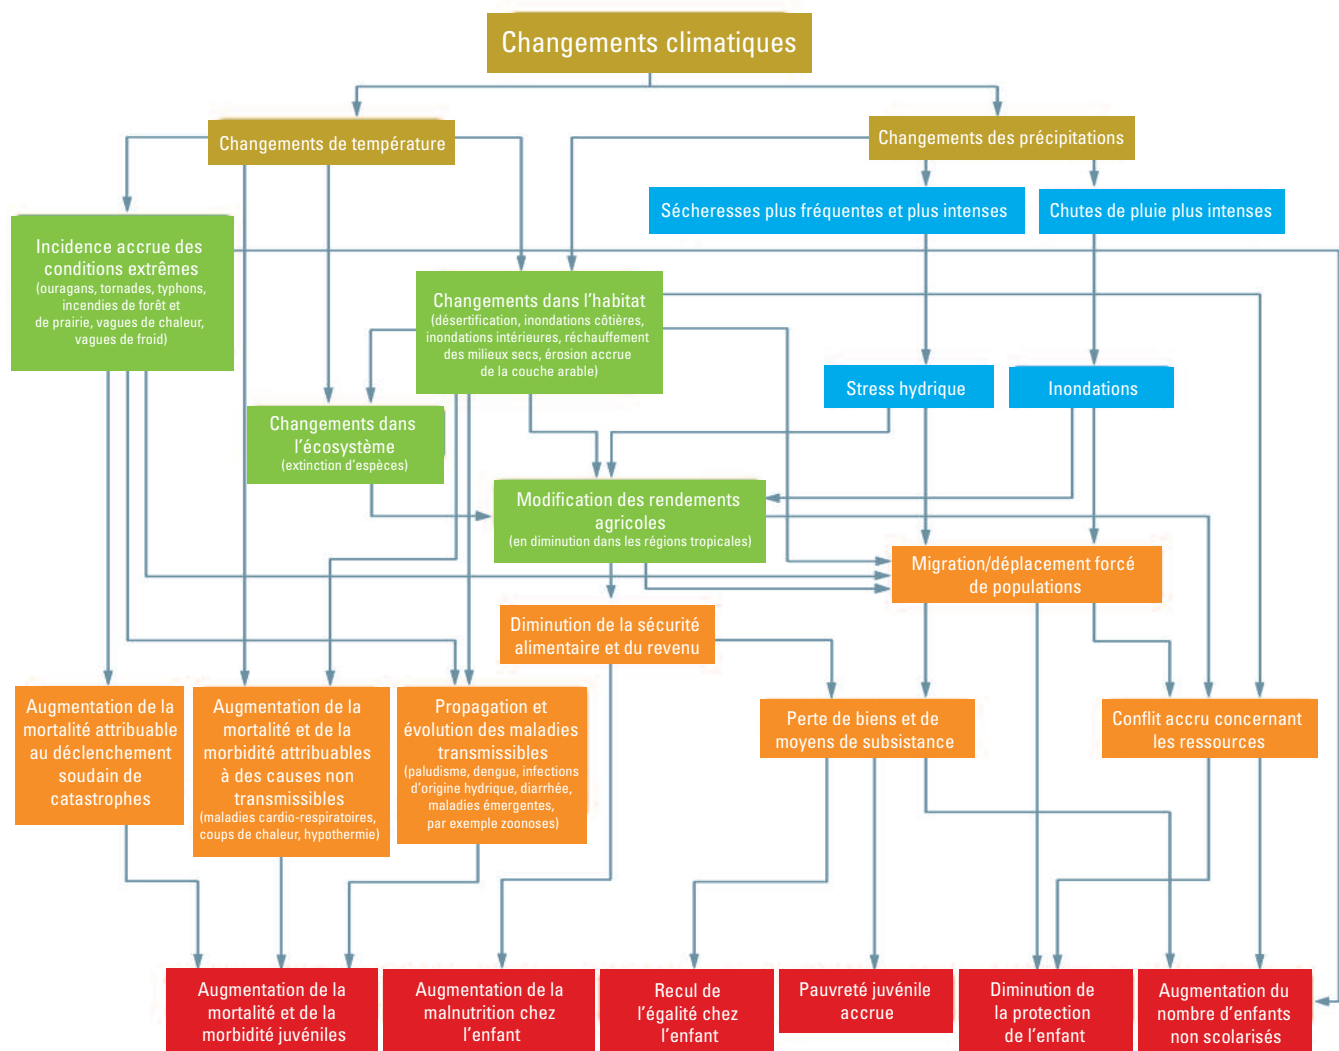 Changements climatiques
Changements de température
Changements des précipitations
Sécheresses plus fréquentes et plus intenses
Chutes de pluie plus intenses
Incidence accrue des
conditions extrêmes
(ouragans, tornades, typhons,
incendies de forêt et
de prairie, vagues de chaleur,
vagues de froid)
Changements dans l'habitat
(désertification, inondations côtières,
inondations intérieures, réchauffement
des milieux secs, érosion accrue
de la couche arable)
Stress hydrique
Inondations
Changements dans
l'écosystème
(extinction d'espèces)
Modification des rendements
agricoles
(en diminution dans les régions tropicales)
Migration/déplacement forcé
de populations
Diminution de la sécurité
alimentaire et du revenu
Augmentation de la
mortalité attribuable
au déclenchement
soudain de
catastrophes
Augmentation de la
mortalité et de la
morbidité attribuables
à des causes non
transmissibles
(maladies cardio-respiratoires,
coups de chaleur, hypothermie)
Propagation et
évolution des maladies
transmissibles
(paludisme, dengue, infections
d'origine hydrique, diarrhée,
maladies émergentes,
par exemple zoonoses)
Perte de biens et de
moyens de subsistance
Conflit accru concernant
les ressources
Augmentation de la
mortalité et de la
morbidité juvéniles
Augmentation de la
malnutrition chez
l'enfant
Recul de
l'égalité chez
l'enfant
Pauvreté juvénile
accrue
Diminution de
la protection
de l'enfant
Augmentation du
nombre d'enfants
non scolarisés